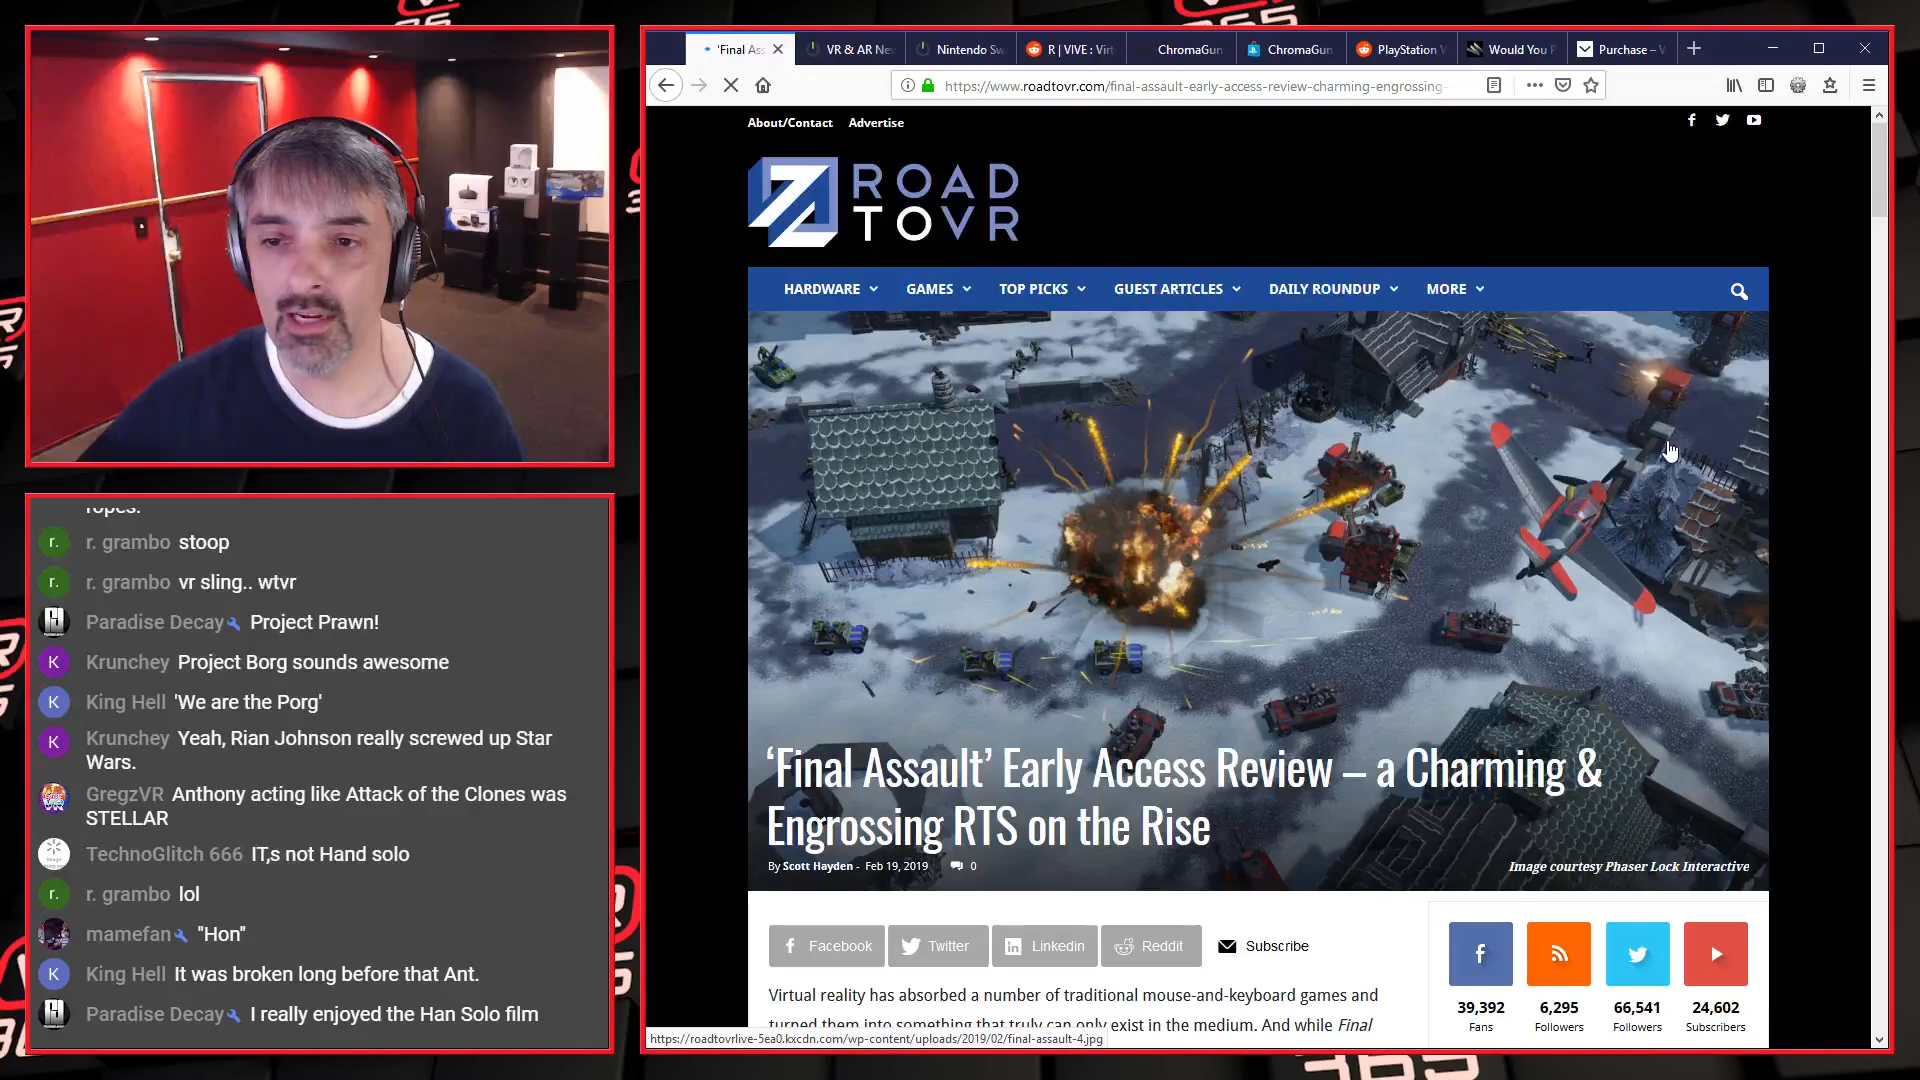 'Final Ass
VR & AR Ne
Nintendo Sw
R | VIVE : Virt
ChromaGun
ChromaGun
PlayStation V
Would You P
Purchase – V
https://www.roadtovr.com/final-assault-early-access-review-charming-engrossing-
About/Contact Advertise
ROAD
TOVR
HARDWARE GAMES TOP PICKS GUEST ARTICLES DAILY ROUNDUP MORE
‘Final Assault’ Early Access Review – a Charming &
Engrossing RTS on the Rise
By Scott Hayden - Feb 19, 2019 0
Image courtesy Phaser Lock Interactive
Facebook Twitter Linkedin Reddit Subscribe
39,392 6,295 66,541 24,602
Fans Followers Followers Subscribers
Virtual reality has absorbed a number of traditional mouse-and-keyboard games and
turned them into something that truly can only exist in the medium. And while Final
https://roadtovrlive-5ea0.kxcdn.com/wp-content/uploads/2019/02/final-assault-4.jpg
ropes.
r. r. grambo stoop
r. r. grambo vr sling.. wtvr
Paradise Decay Project Prawn!
K Krunchey Project Borg sounds awesome
K King Hell 'We are the Porg'
K Krunchey Yeah, Rian Johnson really screwed up Star
Wars.
GregzVR Anthony acting like Attack of the Clones was
STELLAR
TechnoGlitch 666 IT,s not Hand solo
r. r. grambo lol
mamefan "Hon"
K King Hell It was broken long before that Ant.
Paradise Decay I really enjoyed the Han Solo film